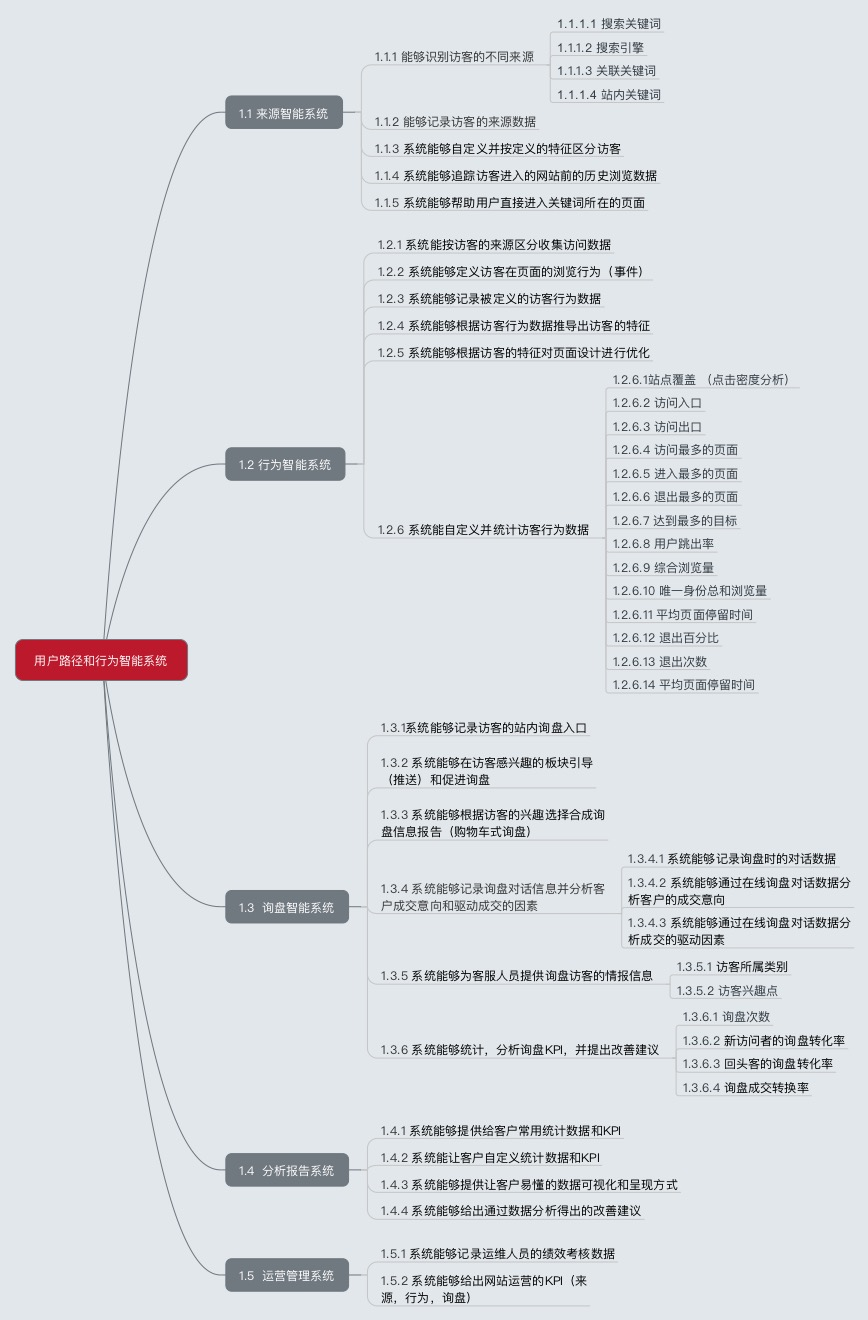 用户路径和行为智能系统
1.1 来源智能系统
1.1.1 能够识别访客的不同来源
1.1.1.1 搜索关键词
1.1.1.2 搜索引擎
1.1.1.3 关联关键词
1.1.1.4 站内关键词
1.1.2 能够记录访客的来源数据
1.1.3 系统能够自定义并按定义的特征区分访客
1.1.4 系统能够追踪访客进入的网站前的历史浏览数据
1.1.5 系统能够帮助用户直接进入关键词所在的页面
1.2 行为智能系统
1.2.1 系统能按访客的来源区分收集访问数据
1.2.2 系统能够定义访客在页面的浏览行为（事件）
1.2.3 系统能够记录被定义的访客行为数据
1.2.4 系统能够根据访客行为数据推导出访客的特征
1.2.5 系统能够根据访客的特征对页面设计进行优化
1.2.6 系统能自定义并统计访客行为数据
1.2.6.1站点覆盖 （点击密度分析）
1.2.6.2 访问入口
1.2.6.3 访问出口
1.2.6.4 访问最多的页面
1.2.6.5 进入最多的页面
1.2.6.6 退出最多的页面
1.2.6.7 达到最多的目标
1.2.6.8 用户跳出率
1.2.6.9 综合浏览量
1.2.6.10 唯一身份总和浏览量
1.2.6.11 平均页面停留时间
1.2.6.12 退出百分比
1.2.6.13 退出次数
1.2.6.14 平均页面停留时间
1.3 询盘智能系统
1.3.1系统能够记录访客的站内询盘入口
1.3.2 系统能够在访客感兴趣的板块引导
（推送）和促进询盘
1.3.3 系统能够根据访客的兴趣选择合成询
盘信息报告（购物车式询盘）
1.3.4 系统能够记录询盘对话信息并分析客
户成交意向和驱动成交的因素
1.3.4.1 系统能够记录询盘时的对话数据
1.3.4.2 系统能够通过在线询盘对话数据分
析客户的成交意向
1.3.4.3 系统能够通过在线询盘对话数据分
析成交的驱动因素
1.3.5 系统能够为客服人员提供询盘访客的情报信息
1.3.5.1 访客所属类别
1.3.5.2 访客兴趣点
1.3.6 系统能够统计，分析询盘KPI，并提出改善建议
1.3.6.1 询盘次数
1.3.6.2 新访问者的询盘转化率
1.3.6.3 回头客的询盘转化率
1.3.6.4 询盘成交转换率
1.4 分析报告系统
1.4.1 系统能够提供给客户常用统计数据和KPI
1.4.2 系统能让客户自定义统计数据和KPI
1.4.3 系统能够提供让客户易懂的数据可视化和呈现方式
1.4.4 系统能够给出通过数据分析得出的改善建议
1.5 运营管理系统
1.5.1 系统能够记录运维人员的绩效考核数据
1.5.2 系统能够给出网站运营的KPI（来
源，行为，询盘）